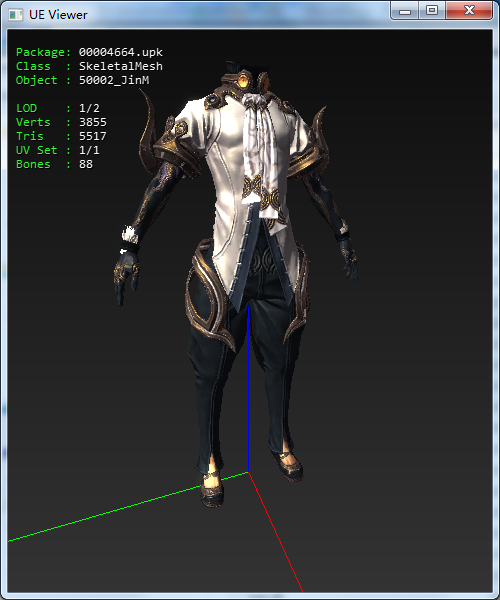 UE Viewer
Package: 00004664.upk
Class : SkeletalMesh
Object : 50002_JinM
LOD : 1/2
Verts : 3855
Tris : 5517
UV Set : 1/1
Bones : 88